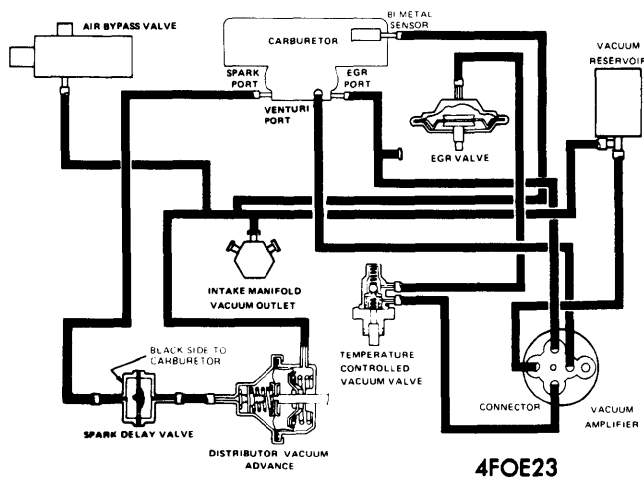 AIR BYPASS VALVE
BI METAL
SENSOR
CARBURETOR
VACUUM
RESERVOIR
SPARK
PORT
EGR
PORT
VENTURI
PORT
EGR VALVE
INTAKE MANIFOLD
VACUUM OUTLET
BLACK SIDE TO
CARBURETOR
TEMPERATURE
CONTROLLED
VACUUM VALVE
CONNECTOR
VACUUM
AMPLIFIER
SPARK DELAY VALVE
DISTRIBUTOR VACUUM
ADVANCE
4FOE23